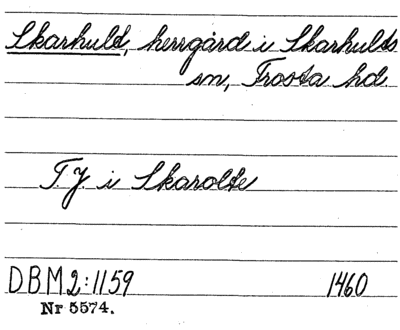 Skarhult, herrgård i Skarhults
sn, Frosta hd.
T.J. i Skarolte
DBM 2:1159 1460
Nr 5574.